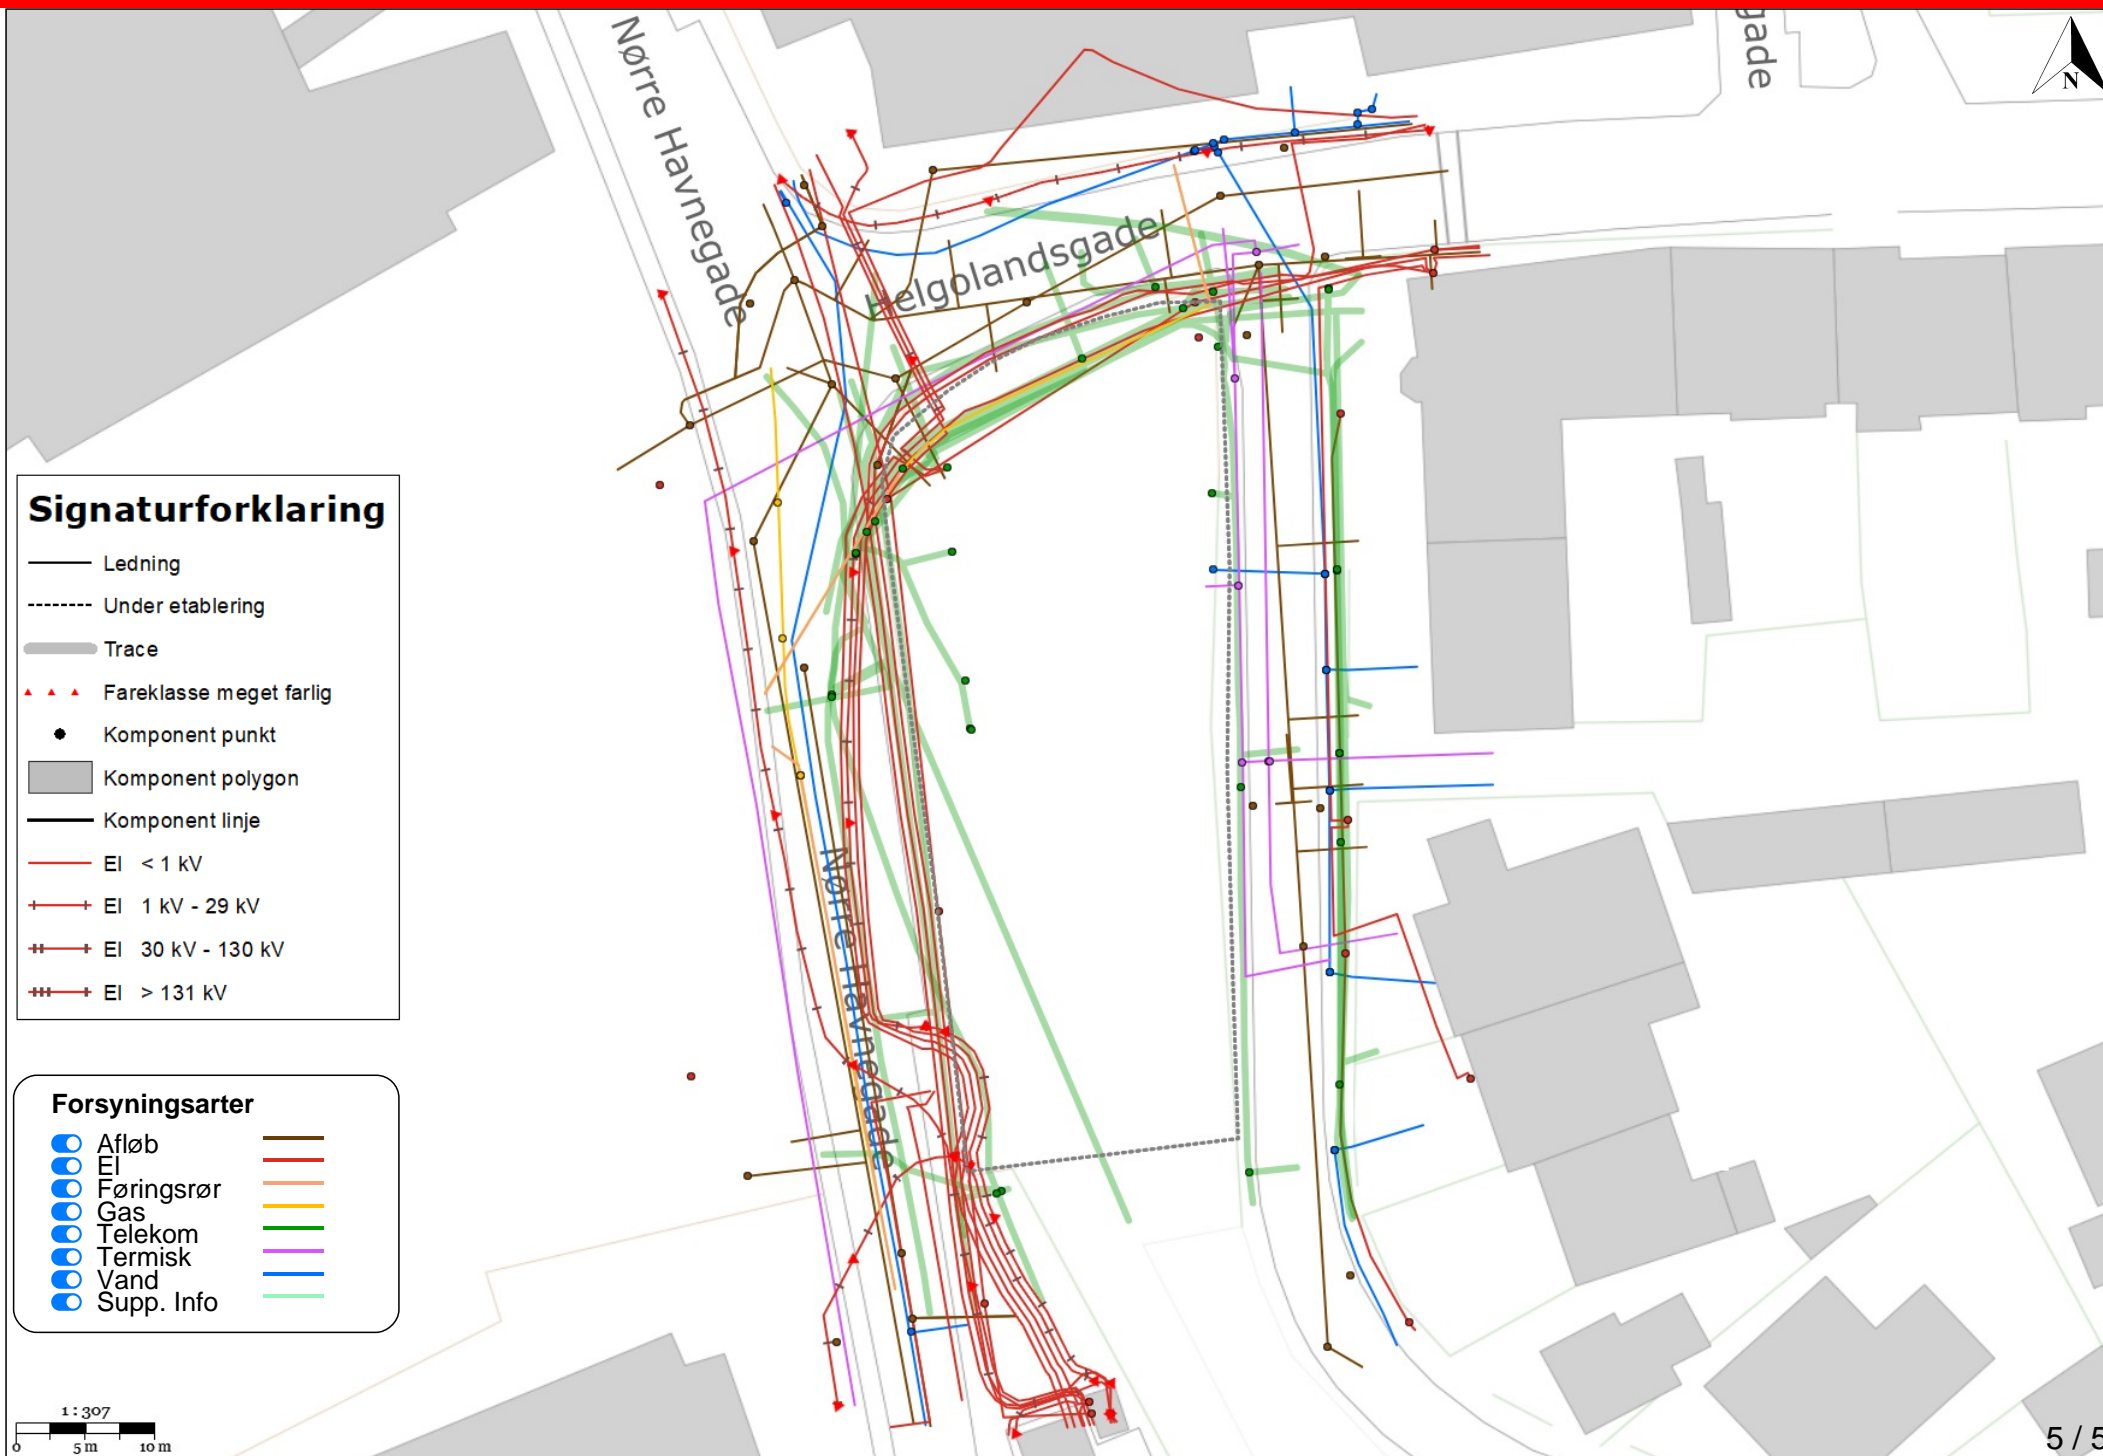 Nørre Havnegade
gade
N
Helgolandsgade
Signaturforklaring
Ledning
Under etablering
Trace
Fareklasse meget farlig
Komponent punkt
Komponent polygon
Komponent linje
El < 1 kV
El 1 kV - 29 kV
El 30 kV - 130 kV
El > 131 kV
Nørre Havnegade
Forsyningsarter
Afløb
El
Føringsrør
Gas
Telekom
Termisk
Vand
Supp. Info
1:307
0 5 m 10 m
5 / 5